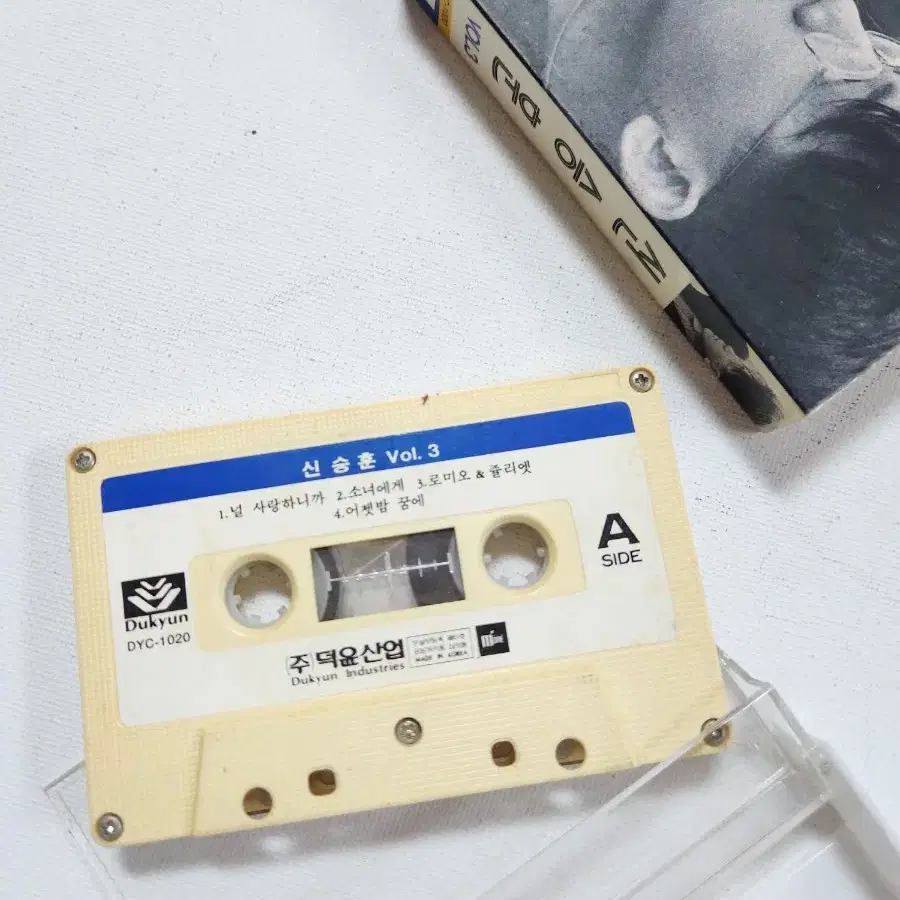 VOL.3
신승훈 Vol. 3
1.널 사랑하니까 2.소녀에게 3.로미오 & 쥴리엣
4.어쳇밤 꿈에
A
SIDE
Dukyun
DYC-1020
(주)덕윤산업
Dukyun Industries
MADE IN KOREA